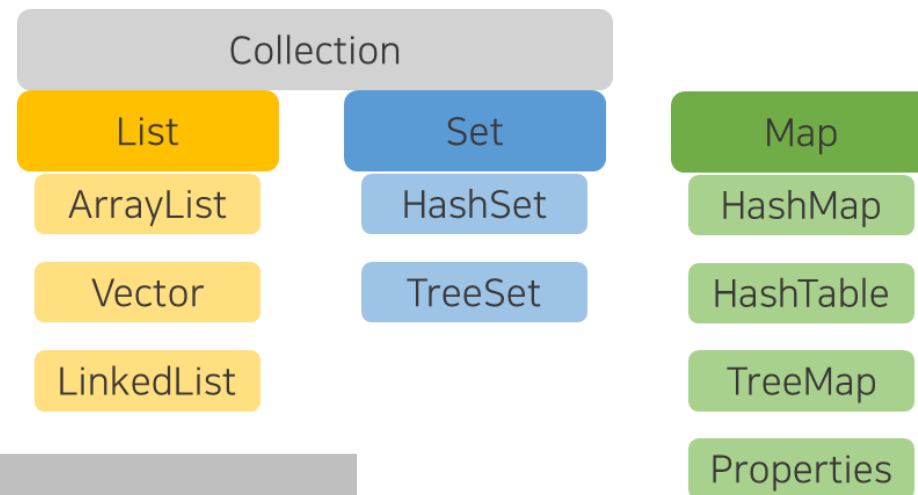 Collection
List
Set
Map
ArrayList
HashSet
HashMap
Vector
TreeSet
HashTable
LinkedList
TreeMap
Properties